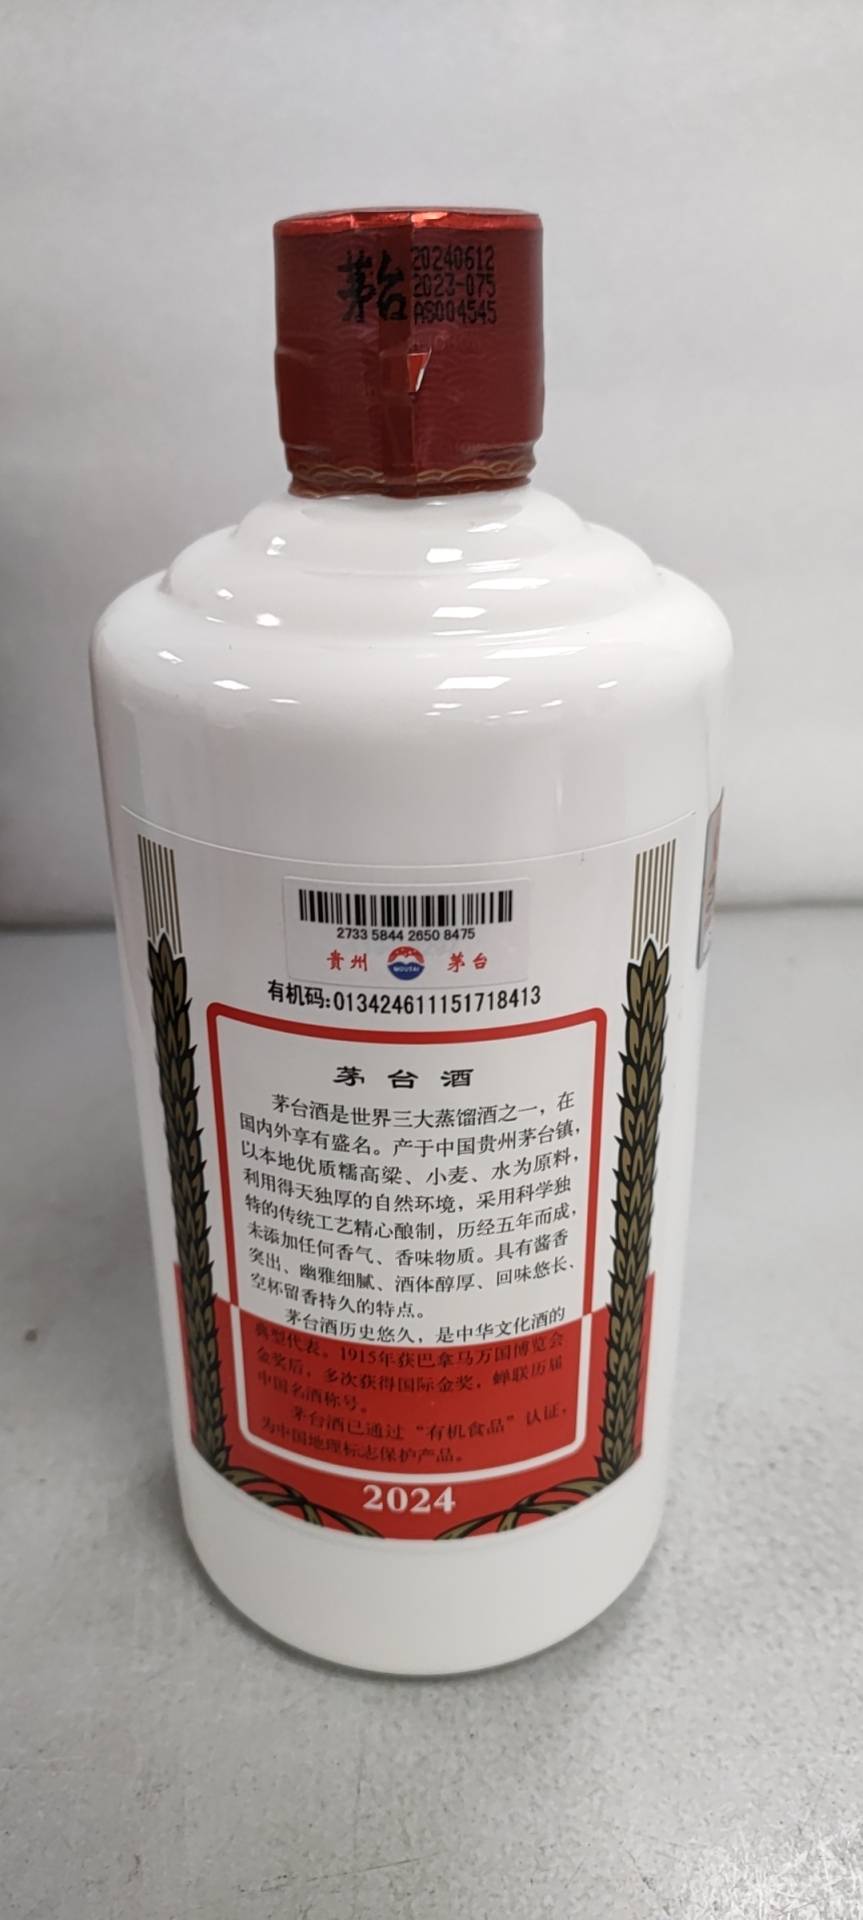 茅台
20240612
2023-075
AS004545
2733 5844 2650 8475
贵州
MOUTAI
茅台
有机码:013424611151718413
茅台酒
茅台酒是世界三大蒸馏酒之一，在
国内外享有盛名。产于中国贵州茅台镇，
以本地优质糯高粱、小麦、水为原料，
利用得天独厚的自然环境，采用科学独
特的传统工艺精心酿制，历经五年而成，
未添加任何香气、香味物质。具有酱香
突出、幽雅细腻、酒体醇厚、回味悠长、
空杯留香持久的特点。
茅台酒历史悠久，是中华文化酒的
典型代表。1915年获巴拿马万国博览会
金奖后，多次获得国际金奖，蝉联历届
中国名酒称号。
茅台酒已通过“有机食品”认证，
为中国地理标志保护产品。
2024